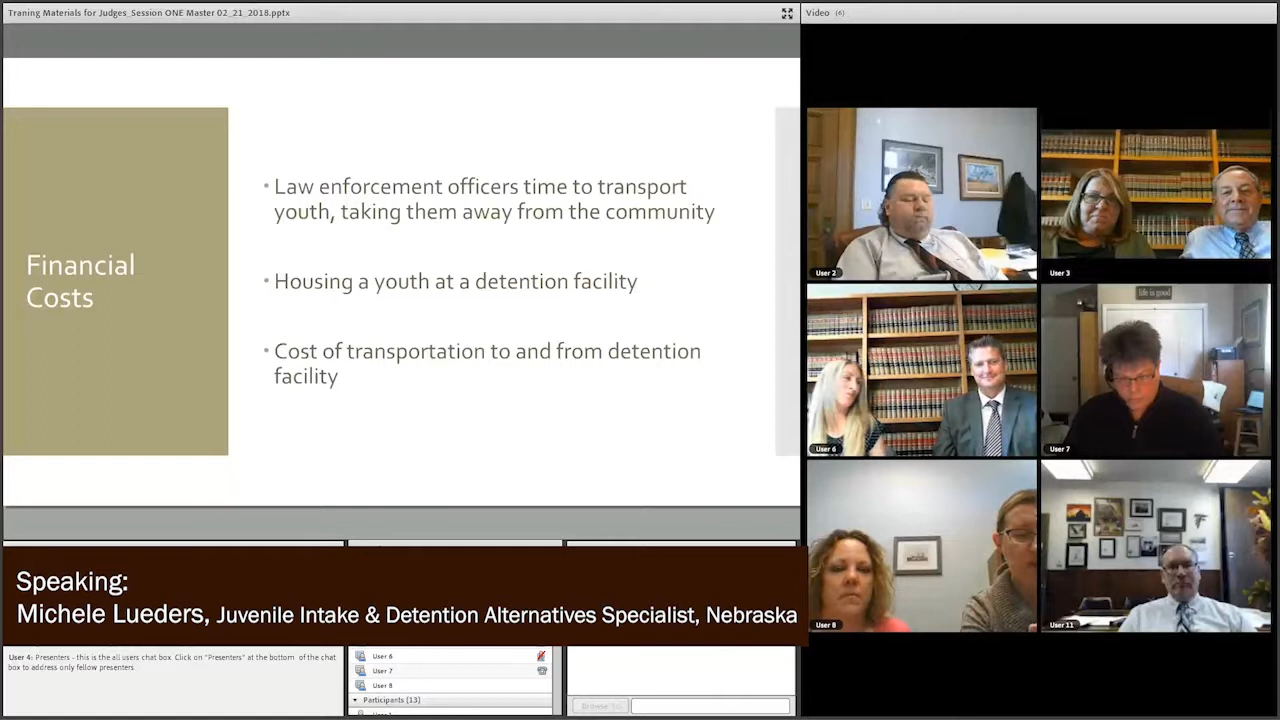 Traning Materials for Judges_Session ONE Master 02_21_2018.pptx
Video (6)
Financial
Costs
• Law enforcement officers time to transport
youth, taking them away from the community
• Housing a youth at a detention facility
• Cost of transportation to and from detention
facility
User 2
User 3
life is good
User 6
User 7
User 8
User 11
Speaking:
Michele Lueders, Juvenile Intake & Detention Alternatives Specialist, Nebraska
User 4: Presenters - this is the all users chat box. Click on "Presenters" at the bottom of the chat
box to address only fellow presenters
User 6
User 7
User 8
Participants (13)
Browse To